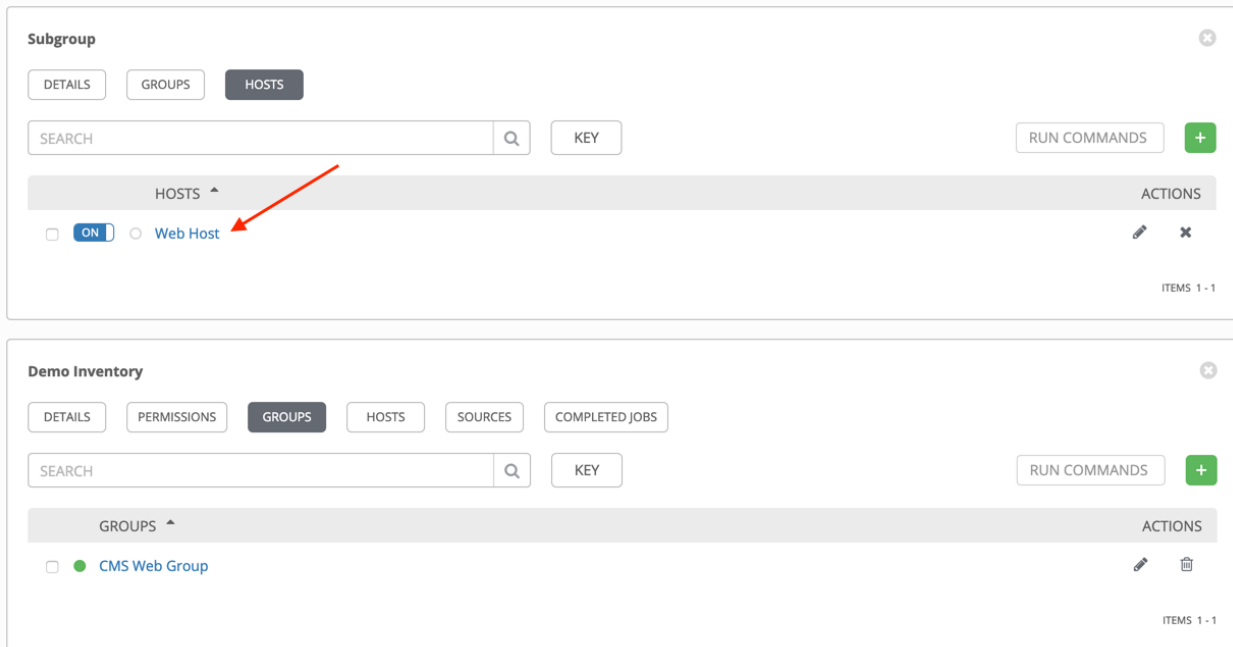 Subgroup
DETAILS GROUPS HOSTS
SEARCH KEY RUN COMMANDS +
HOSTS ACTIONS
ON Web Host
ITEMS 1 - 1
Demo Inventory
DETAILS PERMISSIONS GROUPS HOSTS SOURCES COMPLETED JOBS
SEARCH KEY RUN COMMANDS +
GROUPS ACTIONS
CMS Web Group
ITEMS 1 - 1